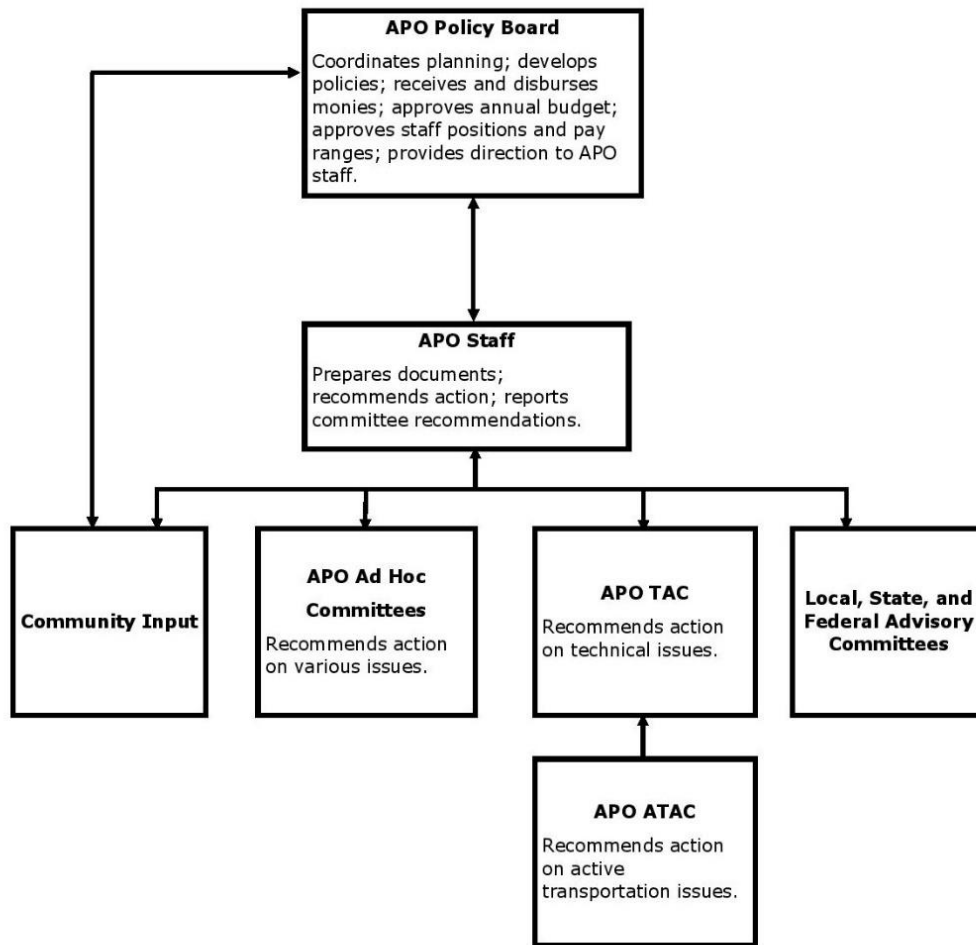 APO Policy Board
Coordinates planning; develops
policies; receives and disburses
monies; approves annual budget;
approves staff positions and pay
ranges; provides direction to APO
staff.
APO Staff
Prepares documents;
recommends action; reports
committee recommendations.
Community Input
APO Ad Hoc
Committees
Recommends action
on various issues.
APO TAC
Recommends action
on technical issues.
Local, State, and
Federal Advisory
Committees
APO ATAC
Recommends action
on active
transportation issues.